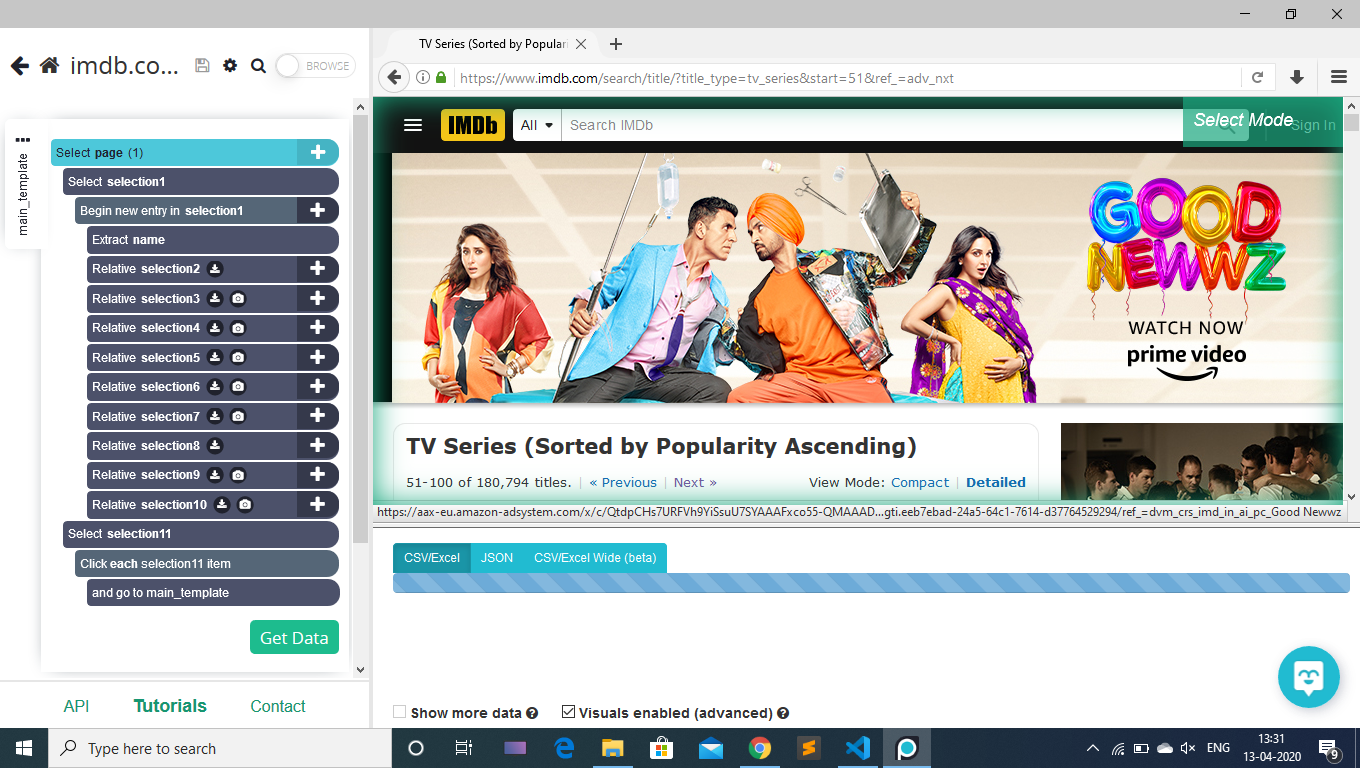 imdb.co...
BROWSE
main_template
Select page (1)
Select selection1
Begin new entry in selection1
Extract name
Relative selection2
Relative selection3
Relative selection4
Relative selection5
Relative selection6
Relative selection7
Relative selection8
Relative selection9
Relative selection10
Select selection11
Click each selection11 item
and go to main_template
Get Data
API Tutorials Contact
TV Series (Sorted by Populari
https://www.imdb.com/search/title/?title_type=tv_series&start=51&ref_=adv_nxt
IMDb All Search IMDb Select Mode Sign In
GOOD
NEWWZ
WATCH NOW
prime video
TV Series (Sorted by Popularity Ascending)
51-100 of 180,794 titles. | « Previous | Next » View Mode: Compact | Detailed
https://aax-eu.amazon-adsystem.com/x/c/QtdpCHs7URFVh9YiSsuU7SYAAAFxco55-QMAAAD...gti.eeb7ebad-24a5-64c1-7614-d37764529294/ref_=dvm_crs_imd_in_ai_pc_Good Newwz
CSV/Excel JSON CSV/Excel Wide (beta)
Show more data Visuals enabled (advanced)
Type here to search
ENG
13:31
13-04-2020
9